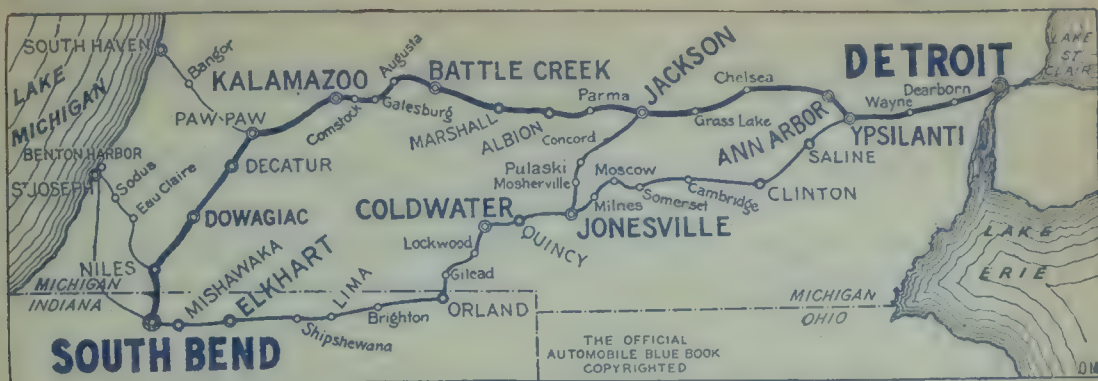 SOUTH HAVEN
Bangor
LAKE
MICHIGAN
KALAMAZOO
Augusta
BATTLE CREEK
JACKSON
Chelsea
DETROIT
LAKE
ST
CLAIR
Comstock
Galesburg
MARSHALL
ALBION
Parma
Concord
Grass Lake
ANN ARBOR
Wayne
Dearborn
YPSILANTI
PAW-PAW
BENTON HARBOR
ST JOSEPH
Sodus
Eau Claire
DECATUR
DOWAGIAC
Pulaski
Mosherville
Moscow
Milnes
Somerset
Cambridge
SALINE
CLINTON
COLDWATER
QUINCY
JONESVILLE
Lockwood
Gilead
NILES
MICHIGAN
INDIANA
MISHAWAKA
ELKHART
LIMA
Shipshewana
Brighton
ORLAND
SOUTH BEND
LAKE
ERIE
MICHIGAN
OHIO
THE OFFICIAL
AUTOMOBILE BLUE BOOK
COPYRIGHTED